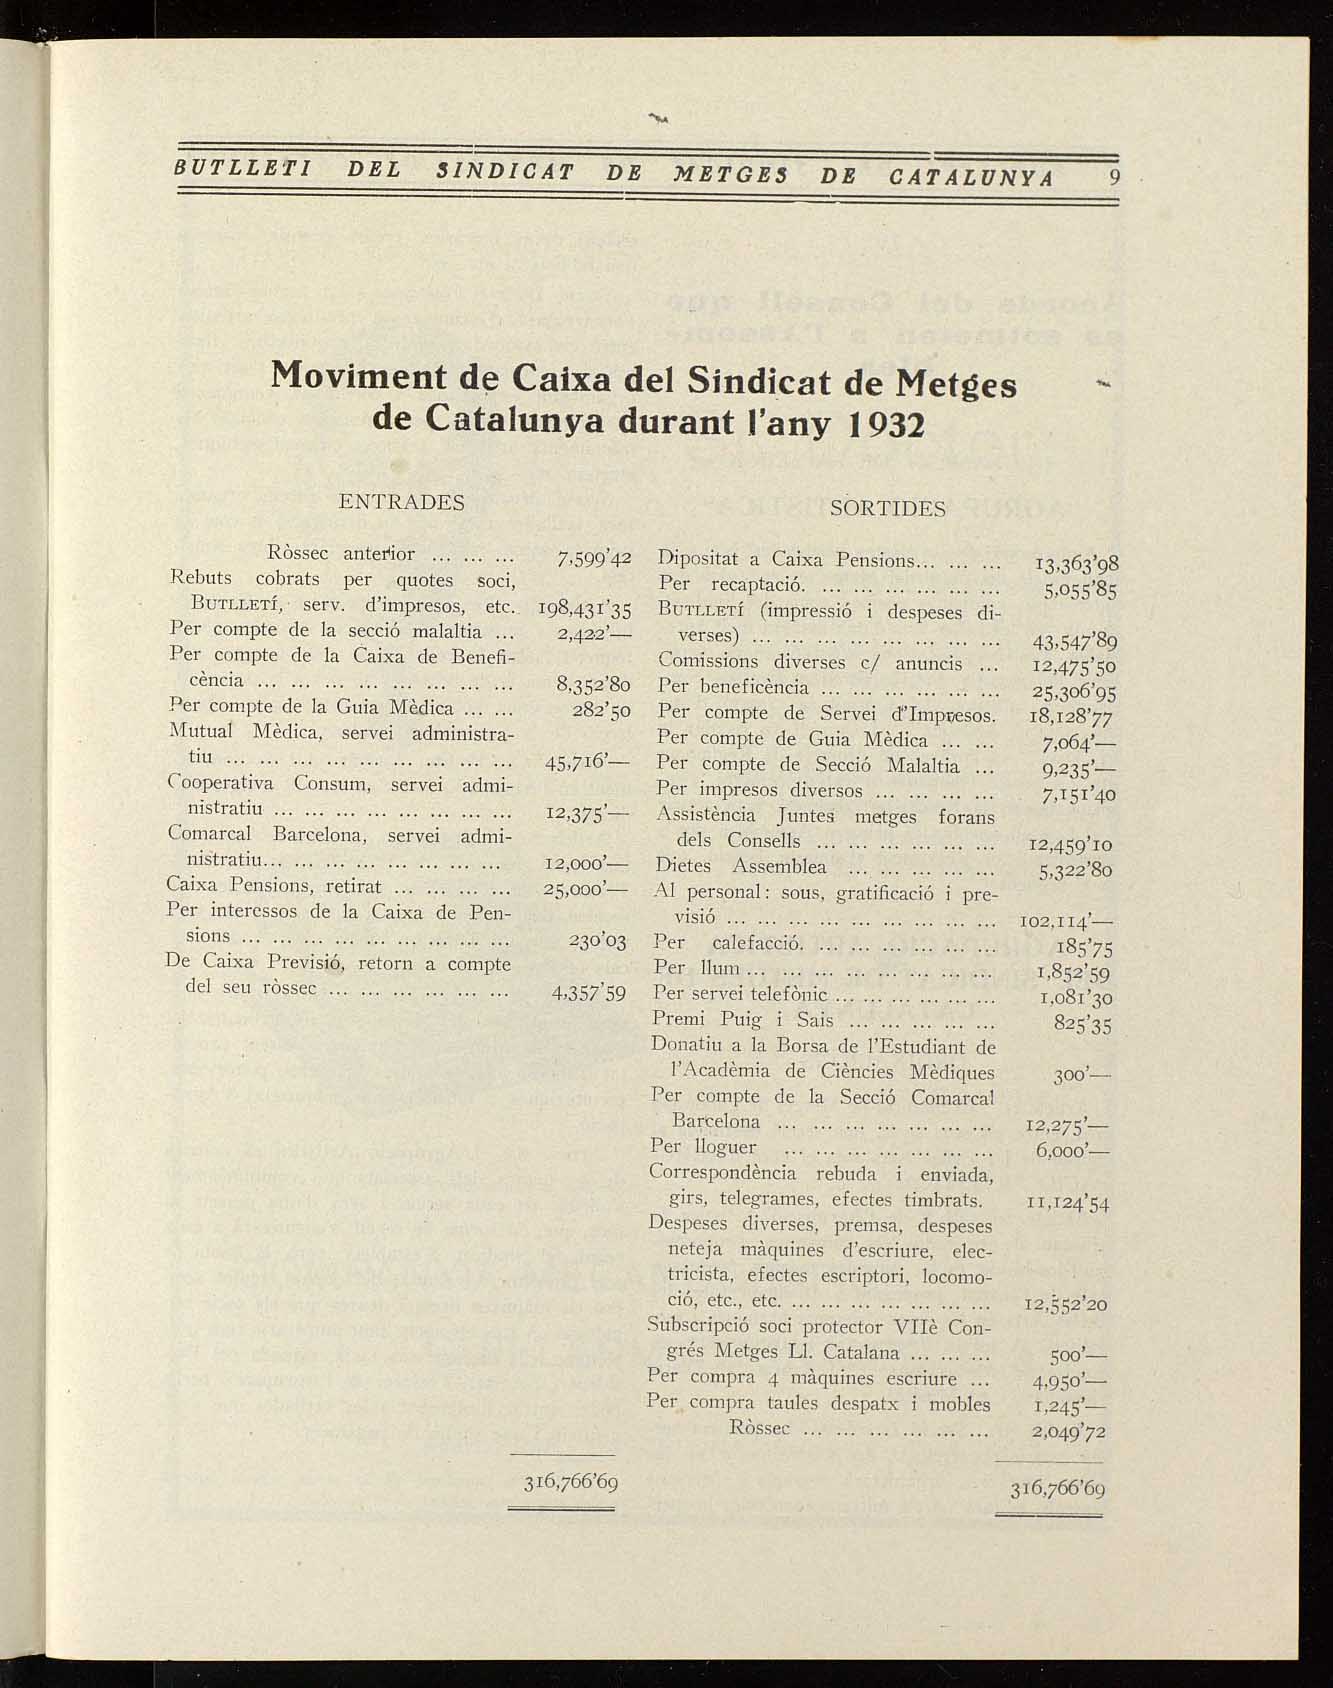 BUTLLETI DEL SINDICAT DE METGES DE CATALUNYA 9
Moviment de Caixa del Sindicat de Metges
de Catalunya durant l'any 1932
ENTRADES
Ròssec anterior ... ... ... 7,599'42
Rebuts cobrats per quotes soci,
BUTLLETÍ, serv. d'impresos, etc. 198,431'35
Per compte de la secció malaltia ... 2,422'—
Per compte de la Caixa de Benefi-
cència ... ... ... ... ... ... ... ... 8,352'80
Per compte de la Guia Mèdica ... ... 282'50
Mutual Mèdica, servei administra-
tiu ... ... ... ... ... ... ... ... ... 45,716'—
Cooperativa Consum, servei admi-
nistratiu ... ... ... ... ... ... ... ... 12,375'—
Comarcal Barcelona, servei admi-
nistratiu... ... ... ... ... ... ... ... 12,000'—
Caixa Pensions, retirat ... ... ... ... 25,000'—
Per interessos de la Caixa de Pen-
sions ... ... ... ... ... ... ... ... ... 230'03
De Caixa Previsió, retorn a compte
del seu ròssec ... ... ... ... ... ... 4,357'59
316,766'69
SORTIDES
Dipositat a Caixa Pensions... ... ... 13,363'98
Per recaptació. ... ... ... ... ... ... 5,055'85
BUTLLETÍ (impressió i despeses di-
verses) ... ... ... ... ... ... ... ... 43,547'89
Comissions diverses c/ anuncis ... 12,475'50
Per beneficència ... ... ... ... ... ... 25,306'95
Per compte de Servei d'Impresos. 18,128'77
Per compte de Guia Mèdica ... ... 7,064'—
Per compte de Secció Malaltia ... 9,235'—
Per impresos diversos ... ... ... ... 7,151'40
Assistència Juntes metges forans
dels Consells ... ... ... ... ... ... 12,459'10
Dietes Assemblea ... ... ... ... ... 5,322'80
Al personal: sous, gratificació i pre-
visió ... ... ... ... ... ... ... ... ... 102,114'—
Per calefacció. ... ... ... ... ... ... 185'75
Per llum ... ... ... ... ... ... ... ... 1,852'59
Per servei telefònic ... ... ... ... ... 1,081'30
Premi Puig i Sais ... ... ... ... ... 825'35
Donatiu a la Borsa de l'Estudiant de
l'Acadèmia de Ciències Mèdiques 300'—
Per compte de la Secció Comarcal
Barcelona ... ... ... ... ... ... ... 12,275'—
Per lloguer ... ... ... ... ... ... ... 6,000'—
Correspondència rebuda i enviada,
girs, telegrames, efectes timbrats. 11,124'54
Despeses diverses, premsa, despeses
neteja màquines d'escriure, elec-
tricista, efectes escriptori, locomo-
ció, etc., etc. ... ... ... ... ... ... ... 12,552'20
Subscripció soci protector VIIè Con-
grés Metges Ll. Catalana ... ... ... 500'—
Per compra 4 màquines escriure ... 4,950'—
Per compra taules despatx i mobles 1,245'—
Ròssec ... ... ... ... ... ... 2,049'72
316,766'69